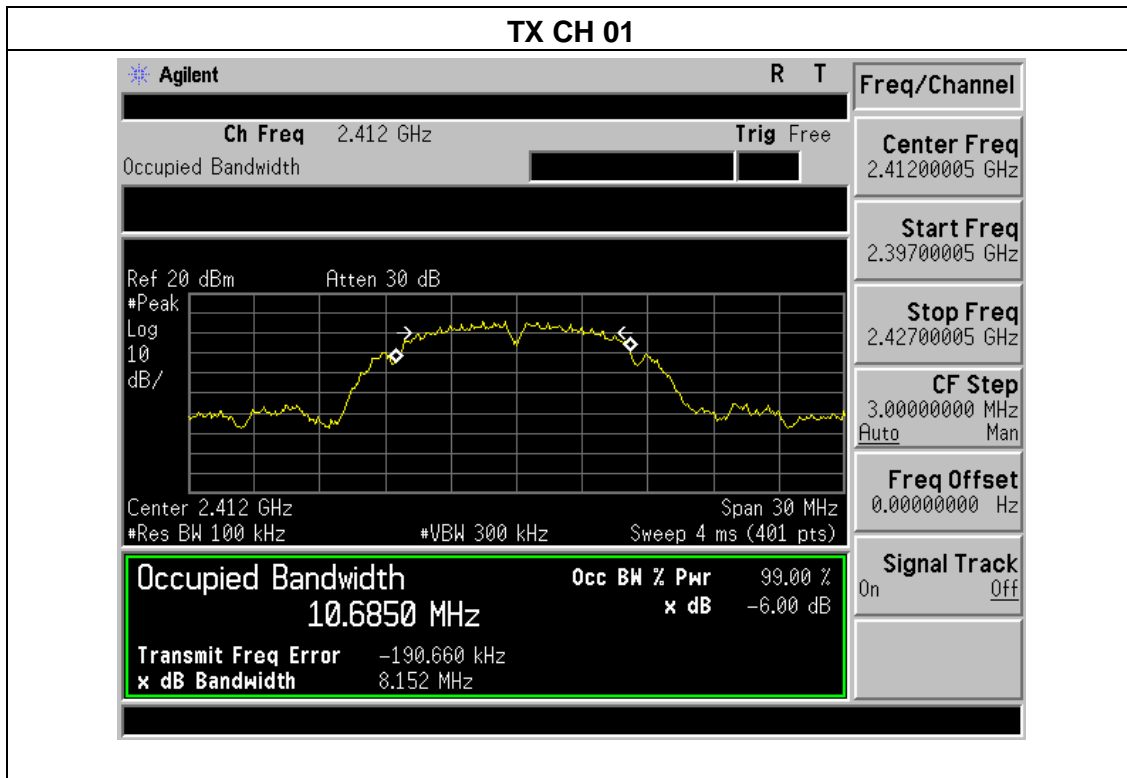 TX CH 01
Agilent R T
Ch Freq 2.412 GHz Trig Free
Occupied Bandwidth
Ref 20 dBm Atten 30 dB
#Peak
Log
10
dB/
Center 2.412 GHz Span 30 MHz
#Res BW 100 kHz #VBW 300 kHz Sweep 4 ms (401 pts)
Occupied Bandwidth
10.6850 MHz
Occ BW % Pwr 99.00 %
x dB -6.00 dB
Transmit Freq Error -190.660 kHz
x dB Bandwidth 8.152 MHz
Freq/Channel
Center Freq
2.41200005 GHz
Start Freq
2.39700005 GHz
Stop Freq
2.42700005 GHz
CF Step
3.00000000 MHz
Auto Man
Freq Offset
0.00000000 Hz
Signal Track
On Off